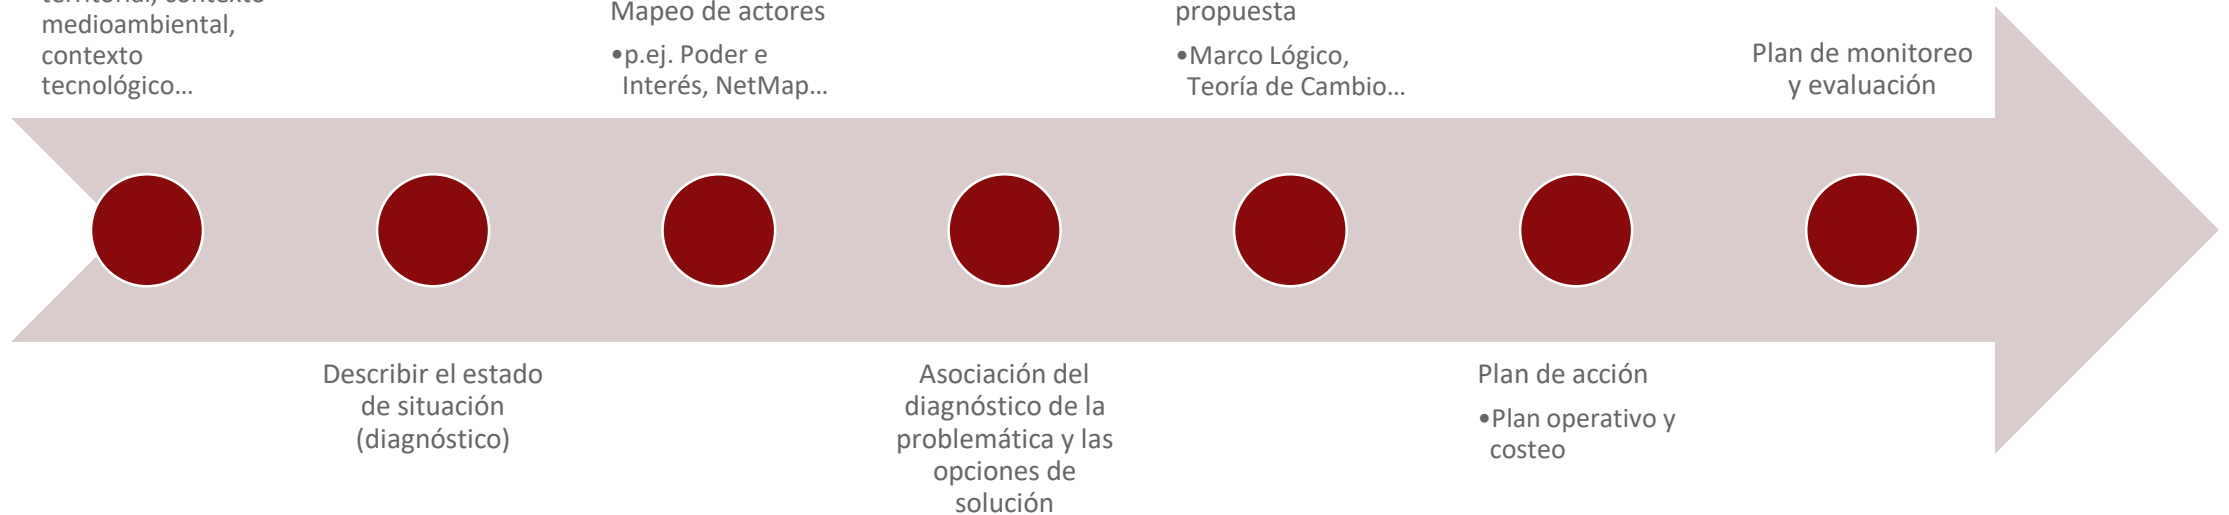 territorial, contexto
medioambiental,
contexto
tecnológico…
Describir el estado
de situación
(diagnóstico)
Mapeo de actores
•p.ej. Poder e
Interés, NetMap…
Asociación del
diagnóstico de la
problemática y las
opciones de
solución
propuesta
•Marco Lógico,
Teoría de Cambio…
Plan de acción
•Plan operativo y
costeo
Plan de monitoreo
y evaluación